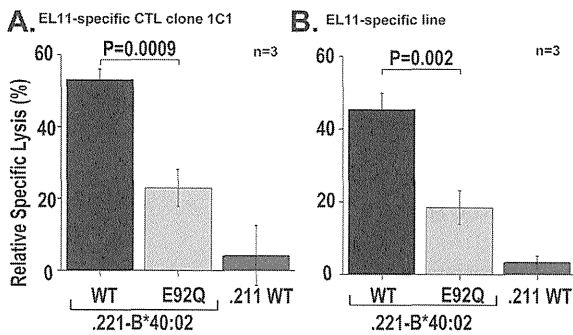 A. EL11-specific CTL clone 1C1
P=0.0009
n=3
Relative Specific Lysis (%)
60
40
20
0
WT E92Q .211 WT
.221-B*40:02
B. EL11-specific line
P=0.002
n=3
60
40
20
0
WT E92Q .211 WT
.221-B*40:02